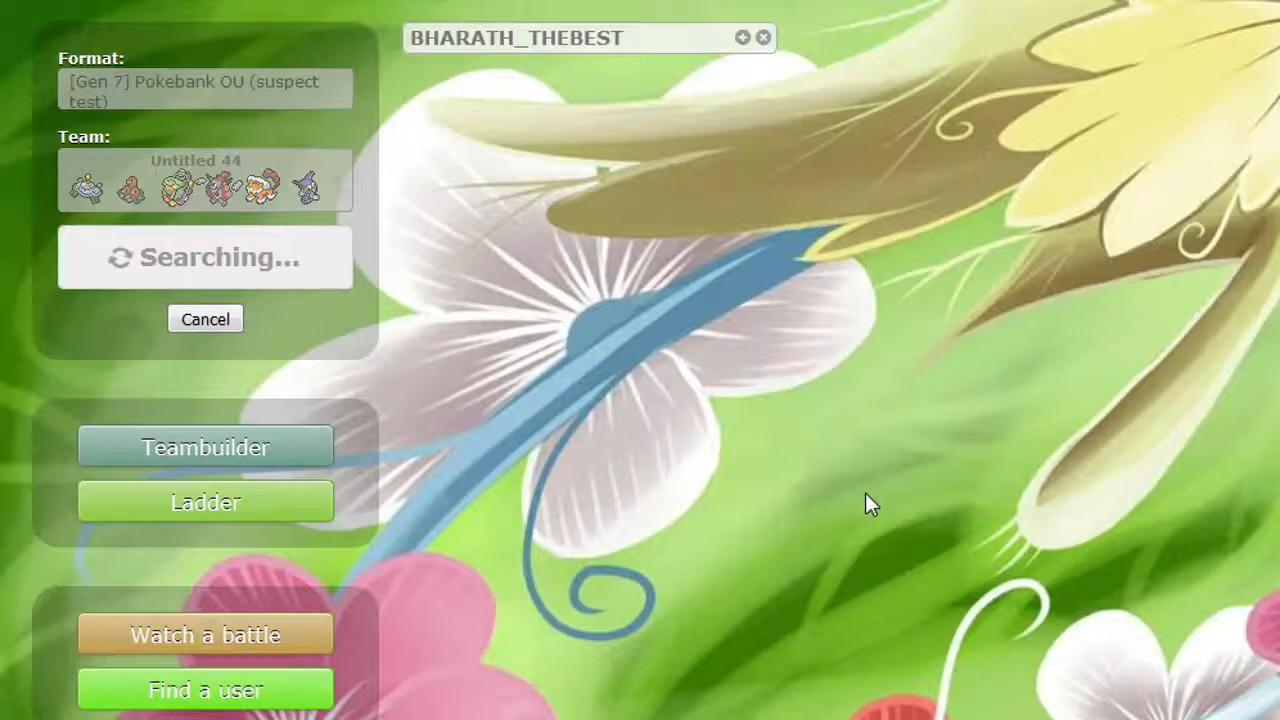 Format:
[Gen 7] Pokebank OU (suspect
test)
Team:
Untitled 44
Searching...
Cancel
Teambuilder
Ladder
Watch a battle
Find a user
BHARATH_THEBEST